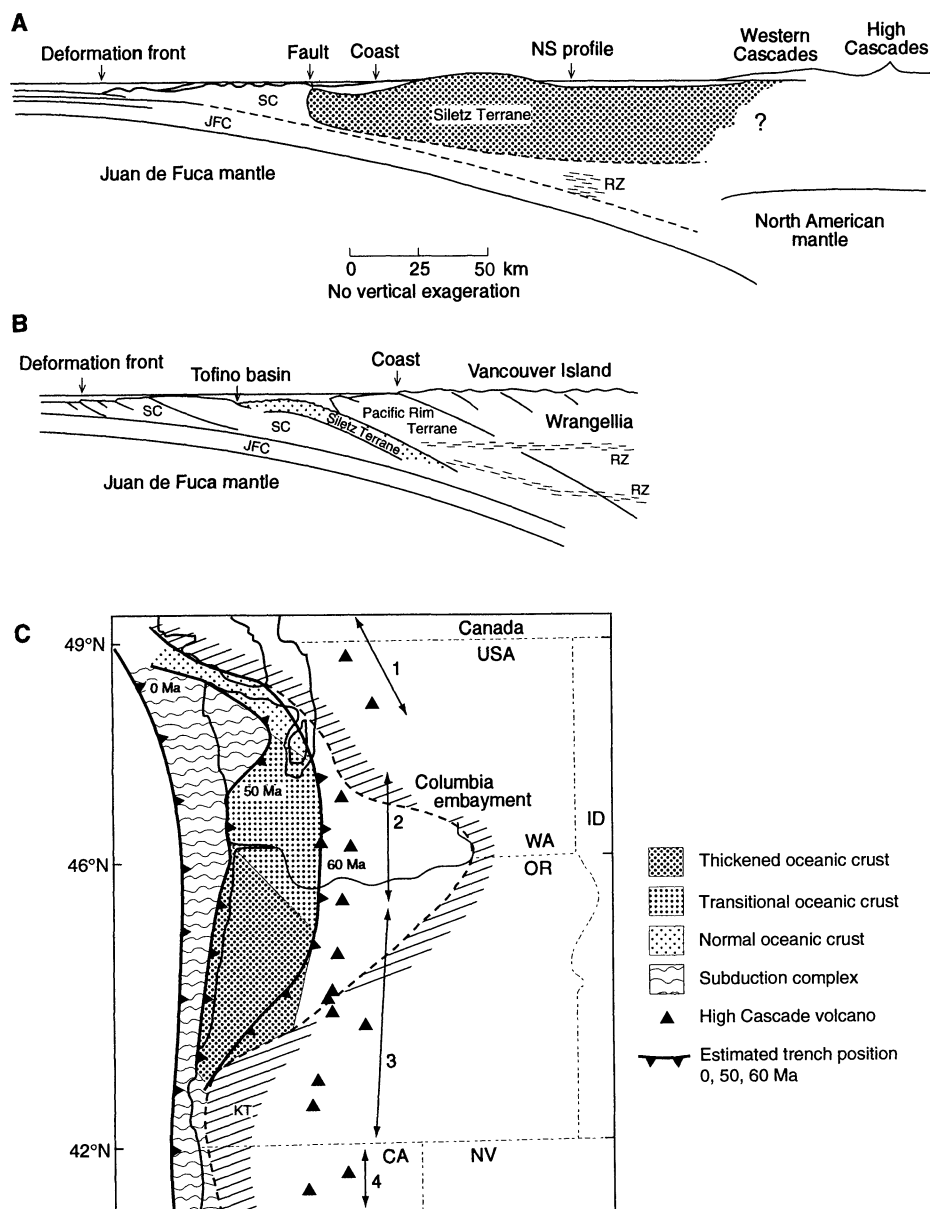 A
Deformation front
Fault
Coast
NS profile
Western
Cascades
High
Cascades
SC
Siletz Terrane
JFC
?
Juan de Fuca mantle
RZ
North American
mantle
0 25 50 km
No vertical exageration
B
Deformation front
Tofino basin
Coast
Vancouver Island
SC
Pacific Rim
Terrane
Wrangellia
SC
Siletz Terrane
JFC
RZ
Juan de Fuca mantle
RZ
C
Canada
49°N
USA
1
0 Ma
Columbia
embayment
50 Ma
2
ID
WA
46°N
60 Ma
OR
Thickened oceanic crust
Transitional oceanic crust
Normal oceanic crust
Subduction complex
High Cascade volcano
Estimated trench position
0, 50, 60 Ma
3
KT
42°N
CA
NV
4